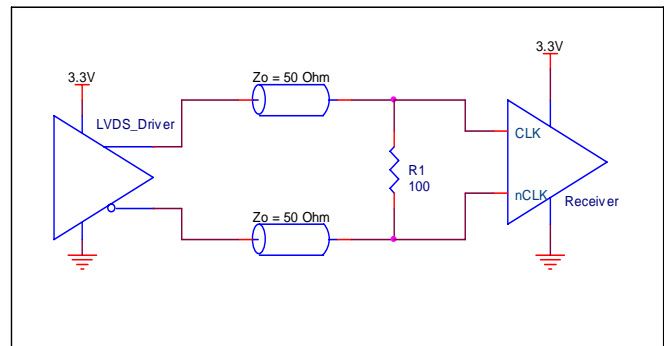 3.3V
LVDS_Driver
Zo = 50 Ohm
Zo = 50 Ohm
R1
100
3.3V
CLK
nCLK
Receiver